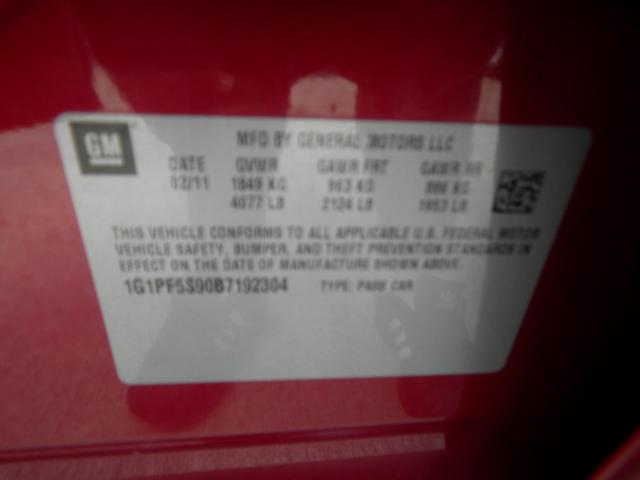 GM
MFD BY GENERAL MOTORS LLC
DATE GVWR GAWR FRT GAWR RR
02/11 1849 KG 963 KG 886 KG
4077 LB 2124 LB 1953 LB
THIS VEHICLE CONFORMS TO ALL APPLICABLE U.S. FEDERAL MOTOR
VEHICLE SAFETY, BUMPER, AND THEFT PREVENTION STANDARDS IN
EFFECT ON THE DATE OF MANUFACTURE SHOWN ABOVE.
1G1PF5S90B7192304 TYPE: PASS CAR